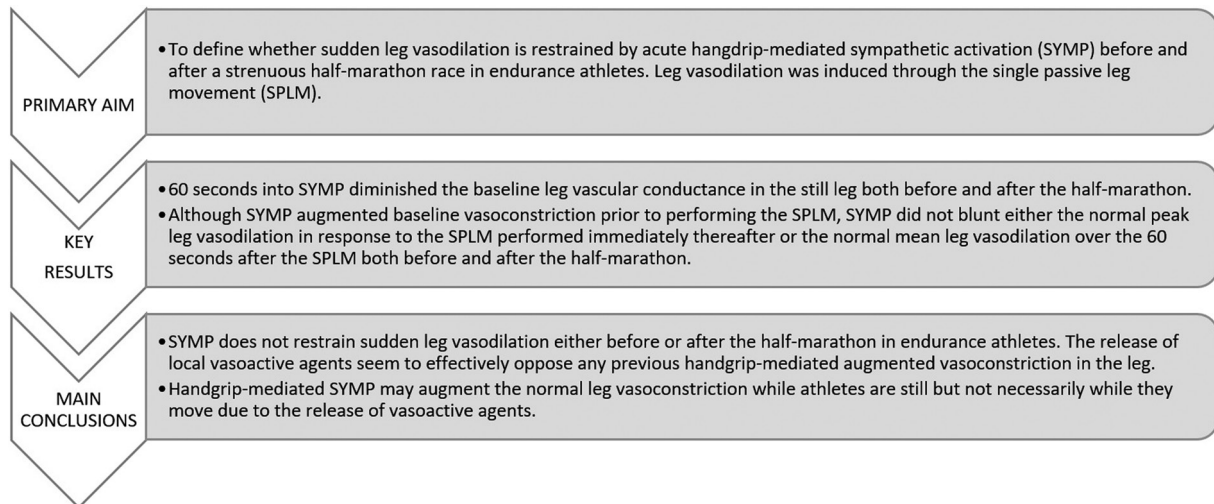 PRIMARY AIM
•To define whether sudden leg vasodilation is restrained by acute hangdrip-mediated sympathetic activation (SYMP) before and
after a strenuous half-marathon race in endurance athletes. Leg vasodilation was induced through the single passive leg
movement (SPLM).
KEY
RESULTS
•60 seconds into SYMP diminished the baseline leg vascular conductance in the still leg both before and after the half-marathon.
•Although SYMP augmented baseline vasoconstriction prior to performing the SPLM, SYMP did not blunt either the normal peak
leg vasodilation in response to the SPLM performed immediately thereafter or the normal mean leg vasodilation over the 60
seconds after the SPLM both before and after the half-marathon.
MAIN
CONCLUSIONS
•SYMP does not restrain sudden leg vasodilation either before or after the half-marathon in endurance athletes. The release of
local vasoactive agents seem to effectively oppose any previous handgrip-mediated augmented vasoconstriction in the leg.
•Handgrip-mediated SYMP may augment the normal leg vasoconstriction while athletes are still but not necessarily while they
move due to the release of vasoactive agents.